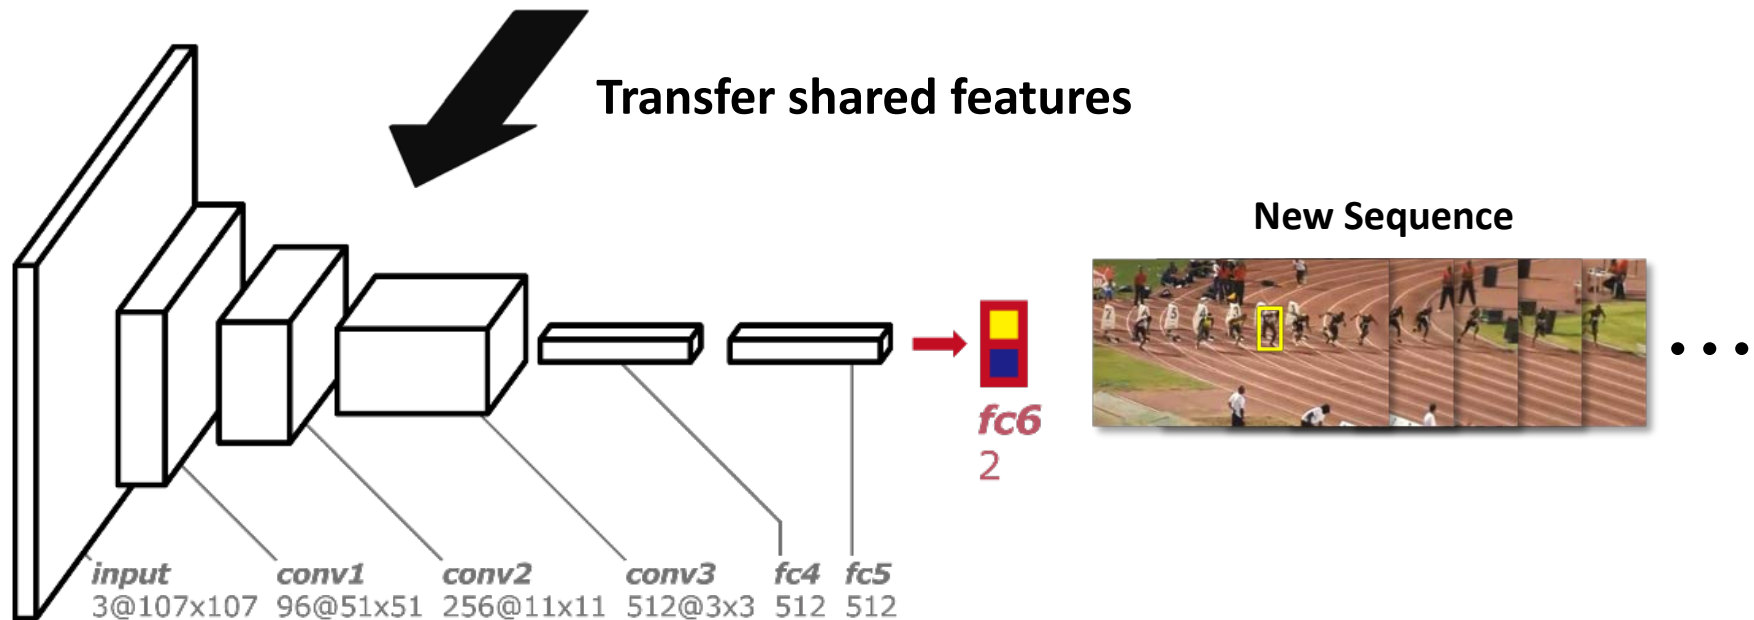 Transfer shared features
New Sequence
fc6
2
input
3@107x107
conv1
96@51x51
conv2
256@11x11
conv3
512@3x3
fc4
512
fc5
512